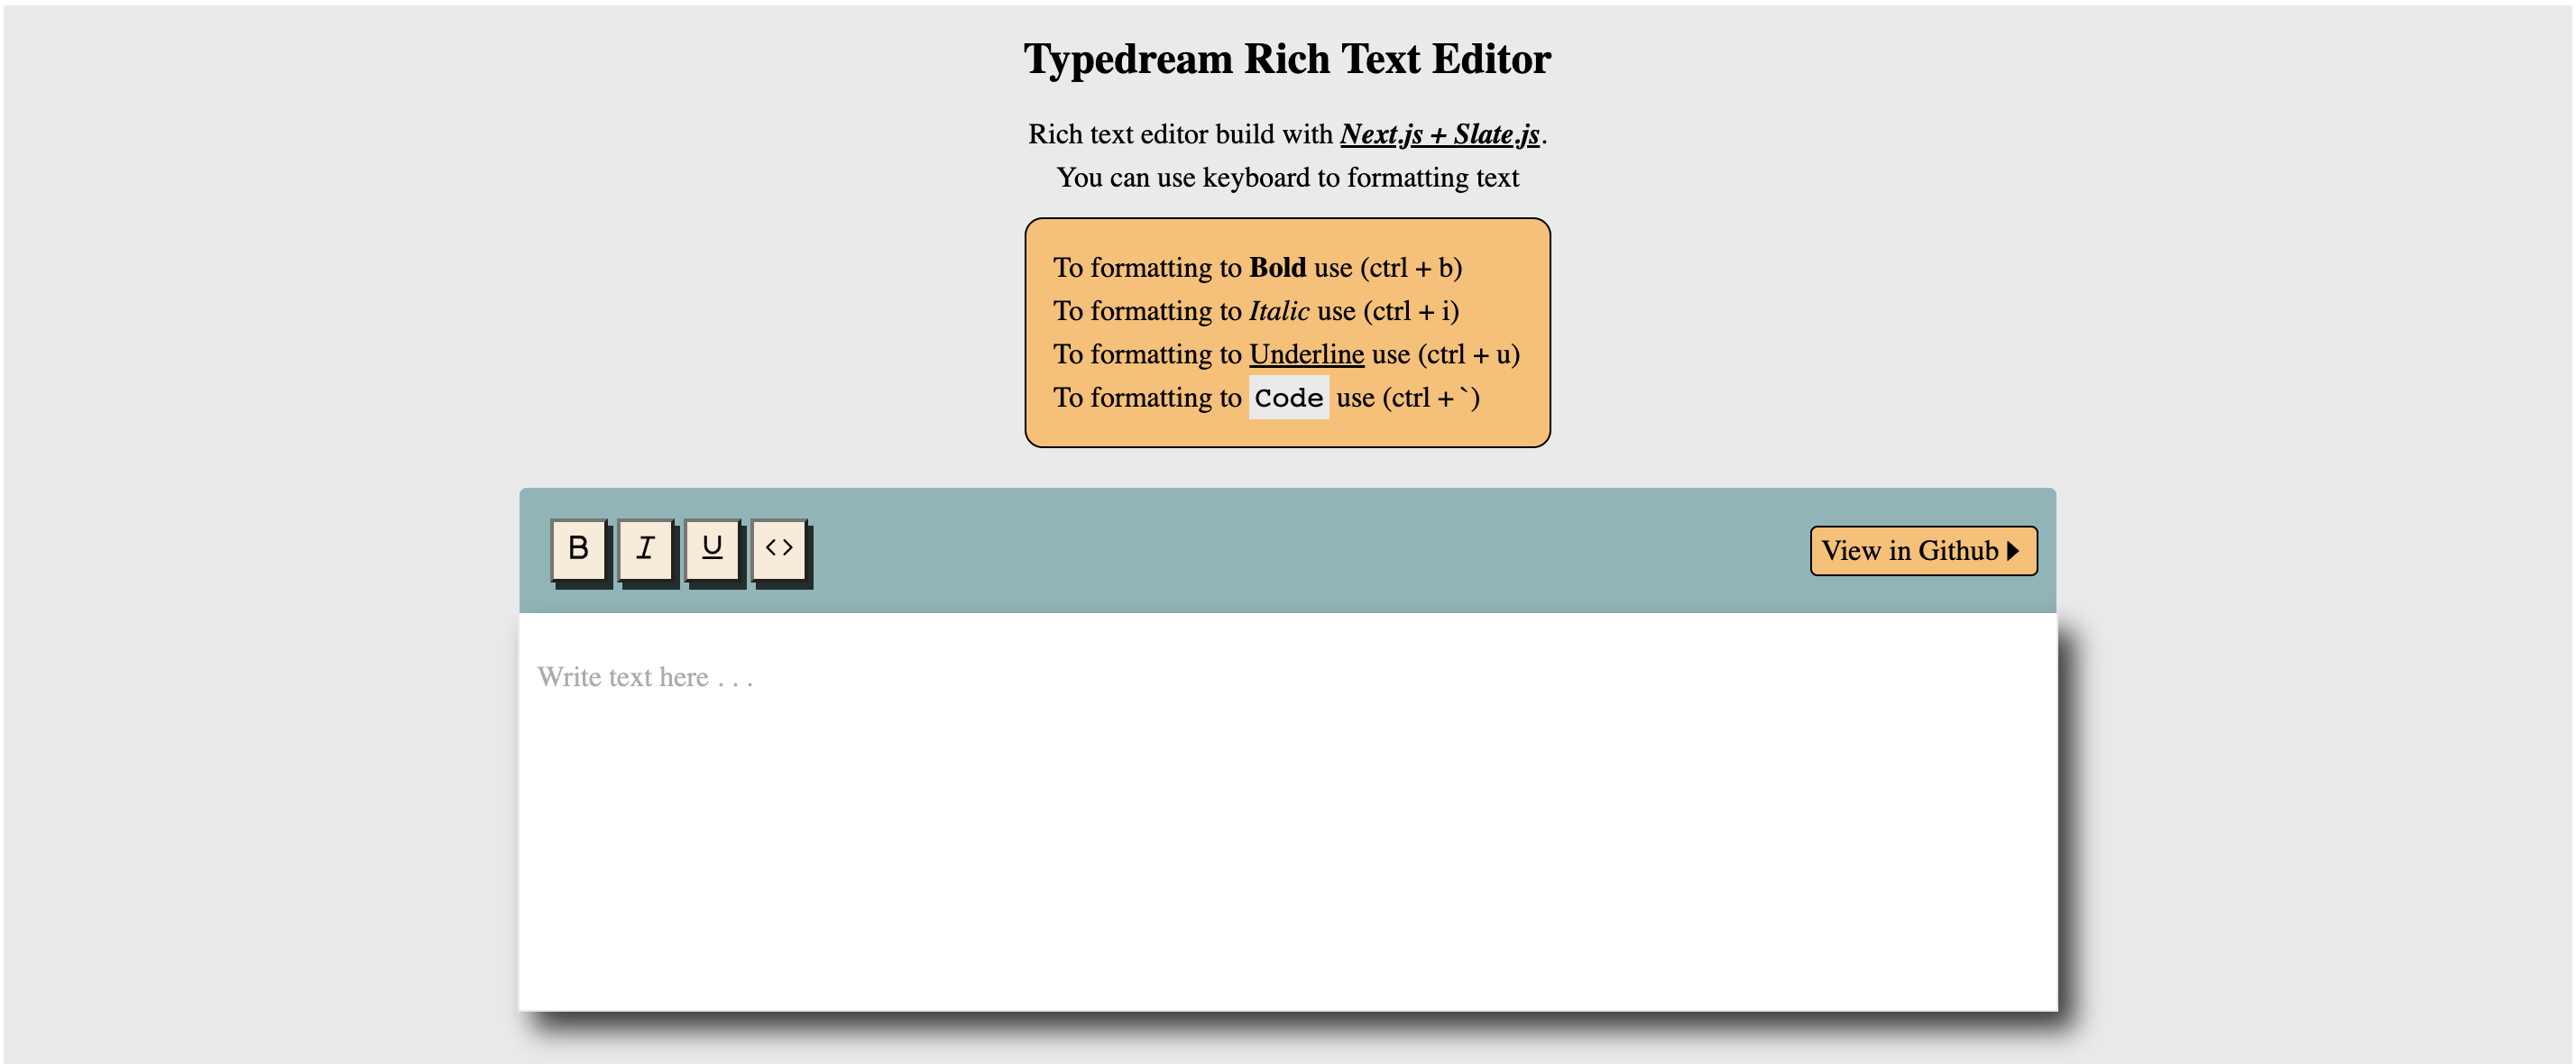 Typedream Rich Text Editor
Rich text editor build with Next.js + Slate.js.
You can use keyboard to formatting text
To formatting to Bold use (ctrl + b)
To formatting to Italic use (ctrl + i)
To formatting to Underline use (ctrl + u)
To formatting to Code use (ctrl + `)
B I U <> View in Github
Write text here . . .